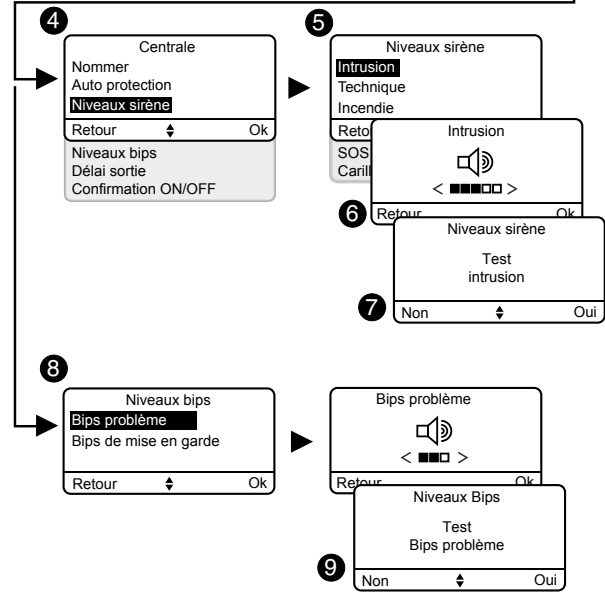 4
Centrale
Nommer
Auto protection
Niveaux sirène
Retour Ok
Niveaux bips
Délai sortie
Confirmation ON/OFF
5
Niveaux sirène
Intrusion
Technique
Incendie
Reto
SOS
Carill
Intrusion
< >
6
Retour Ok
Niveaux sirène
Test
intrusion
7
Non Oui
8
Niveaux bips
Bips problème
Bips de mise en garde
Retour Ok
Bips problème
< >
Retour Ok
Niveaux Bips
Test
Bips problème
9
Non Oui